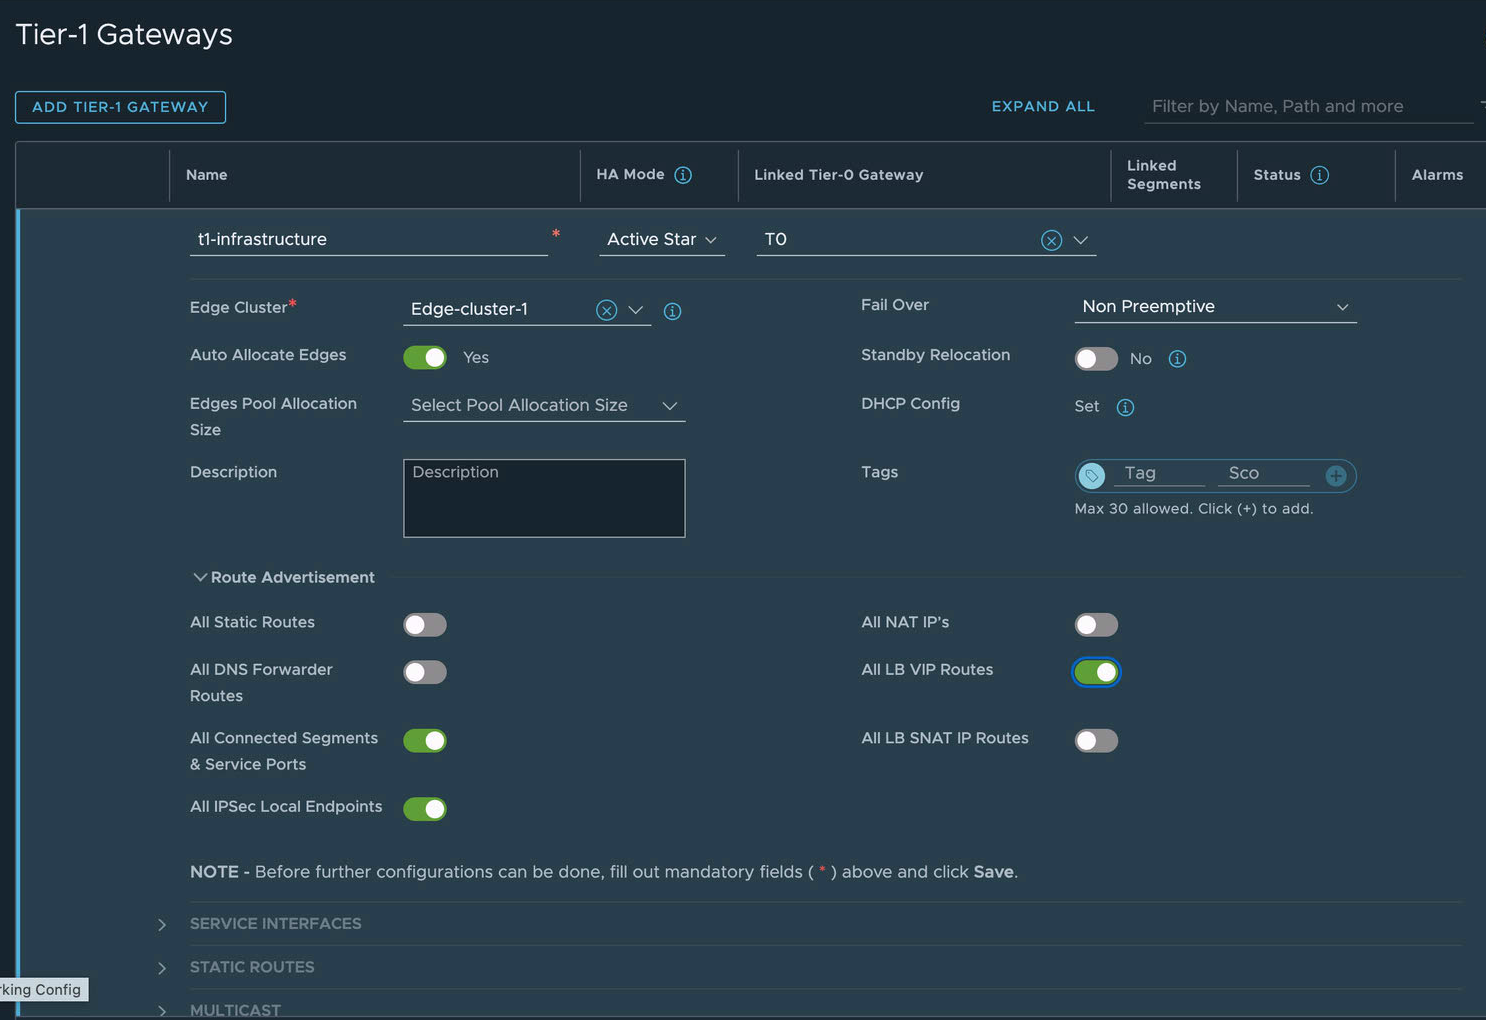 Tier-1 Gateways
ADD TIER-1 GATEWAY
EXPAND ALL
Filter by Name, Path and more
Name
HA Mode
Linked Tier-0 Gateway
Linked
Segments
Status
Alarms
t1-infrastructure *
Active Star
T0
Edge Cluster*
Edge-cluster-1
Fail Over
Non Preemptive
Auto Allocate Edges
Yes
Standby Relocation
No
Edges Pool Allocation
Size
Select Pool Allocation Size
DHCP Config
Set
Description
Description
Tags
Tag
Sco
Max 30 allowed. Click (+) to add.
Route Advertisement
All Static Routes
All NAT IP's
All DNS Forwarder
Routes
All LB VIP Routes
All Connected Segments
& Service Ports
All LB SNAT IP Routes
All IPSec Local Endpoints
NOTE - Before further configurations can be done, fill out mandatory fields ( * ) above and click Save.
SERVICE INTERFACES
STATIC ROUTES
rking Config
MULTICAST